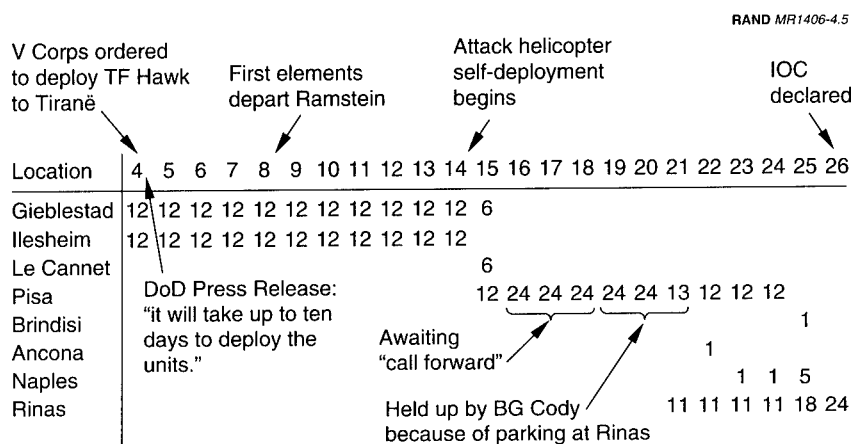 RAND MR1406-4.5
V Corps ordered
to deploy TF Hawk
to Tiranë
First elements
depart Ramstein
Attack helicopter
self-deployment
begins
IOC
declared
Location 4 5 6 7 8 9 10 11 12 13 14 15 16 17 18 19 20 21 22 23 24 25 26
Gieblestad 12 12 12 12 12 12 12 12 12 12 12 6
Ilesheim 12 12 12 12 12 12 12 12 12 12 12
Le Cannet 6
Pisa 12 24 24 24 24 24 13 12 12 12
Brindisi 1
Ancona 1
Naples 1 1 5
Rinas 11 11 11 11 18 24
DoD Press Release:
“it will take up to ten
days to deploy the
units.”
Awaiting
“call forward”
Held up by BG Cody
because of parking at Rinas